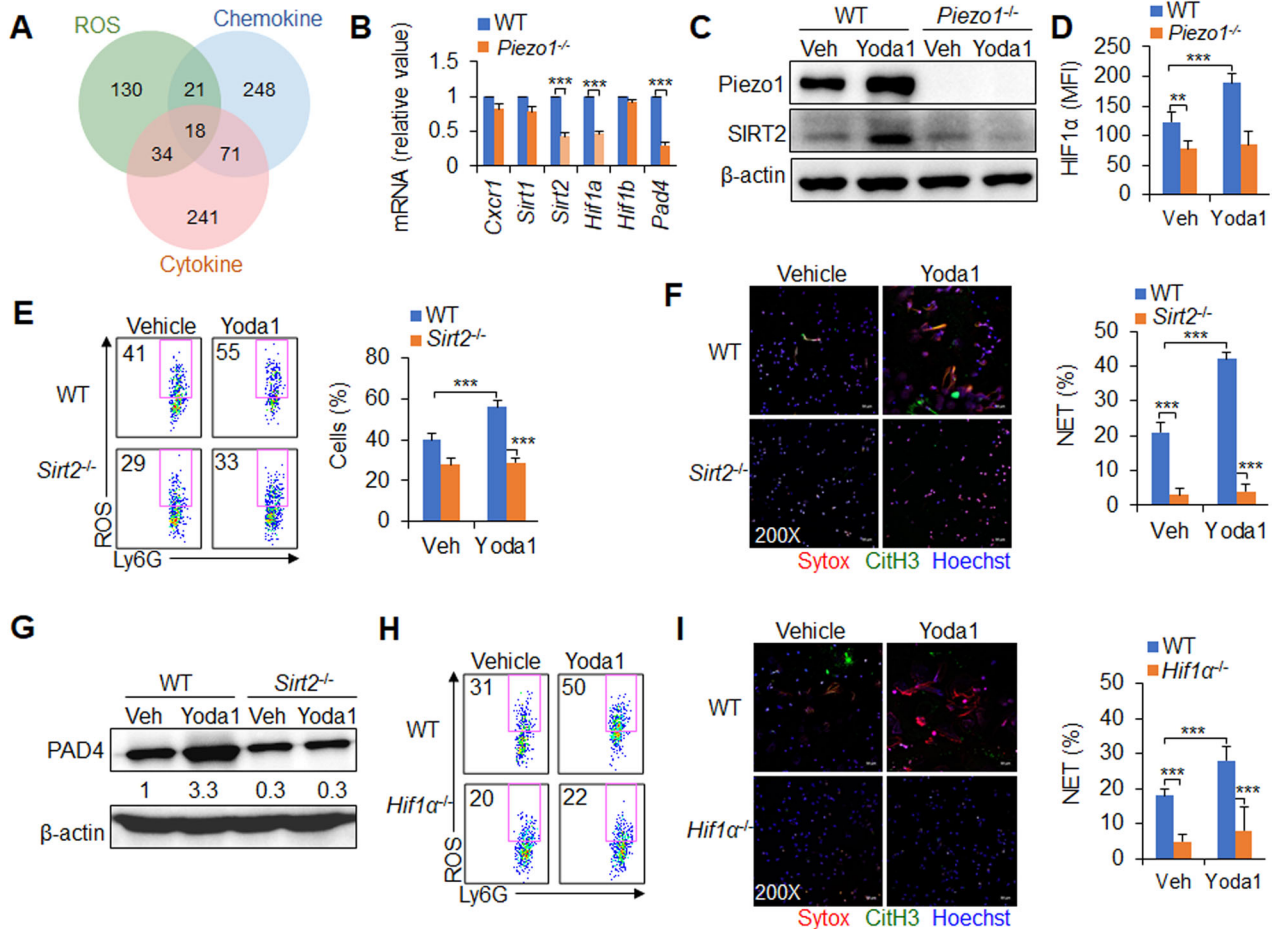 A
ROS
Chemokine
130
21
248
18
34
71
241
Cytokine
B
WT
Piezo1-/-
mRNA (relative value)
1.5
1
0.5
0
***
***
***
Cxcr1
Sirt1
Sirt2
Hif1a
Hif1b
Pad4
C
WT
Piezo1-/-
Veh Yoda1 Veh Yoda1
Piezo1
SIRT2
β-actin
D
WT
Piezo1-/-
HIF1α (MFI)
250
200
150
100
50
0
***
**
Veh Yoda1
E
Vehicle Yoda1
WT
41
55
Sirt2-/-
29
33
ROS
Ly6G
WT
Sirt2-/-
Cells (%)
80
60
40
20
0
***
***
Veh Yoda1
F
Vehicle Yoda1
WT
Sirt2-/-
200X
Sytox CitH3 Hoechst
WT
Sirt2-/-
NET (%)
50
40
30
20
10
0
***
***
***
Veh Yoda1
G
WT Sirt2-/-
Veh Yoda1 Veh Yoda1
PAD4
1 3.3 0.3 0.3
β-actin
H
Vehicle Yoda1
WT
31
50
Hif1α-/-
20
22
ROS
Ly6G
I
Vehicle Yoda1
WT
Hif1α-/-
200X
Sytox CitH3 Hoechst
WT
Hif1α-/-
NET (%)
50
40
30
20
10
0
***
***
***
Veh Yoda1